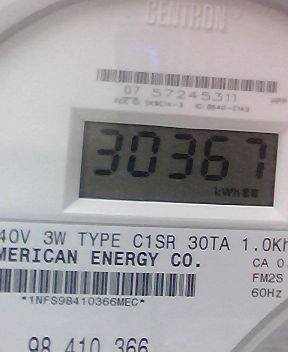 CENTRON®
07 57245311
30367
kWh
40V 3W TYPE C1SR 30TA 1.0Kh
MERICAN ENERGY CO.
CA 0.
FM2S
60Hz
*1NFS98410366MEC*
98 410 366